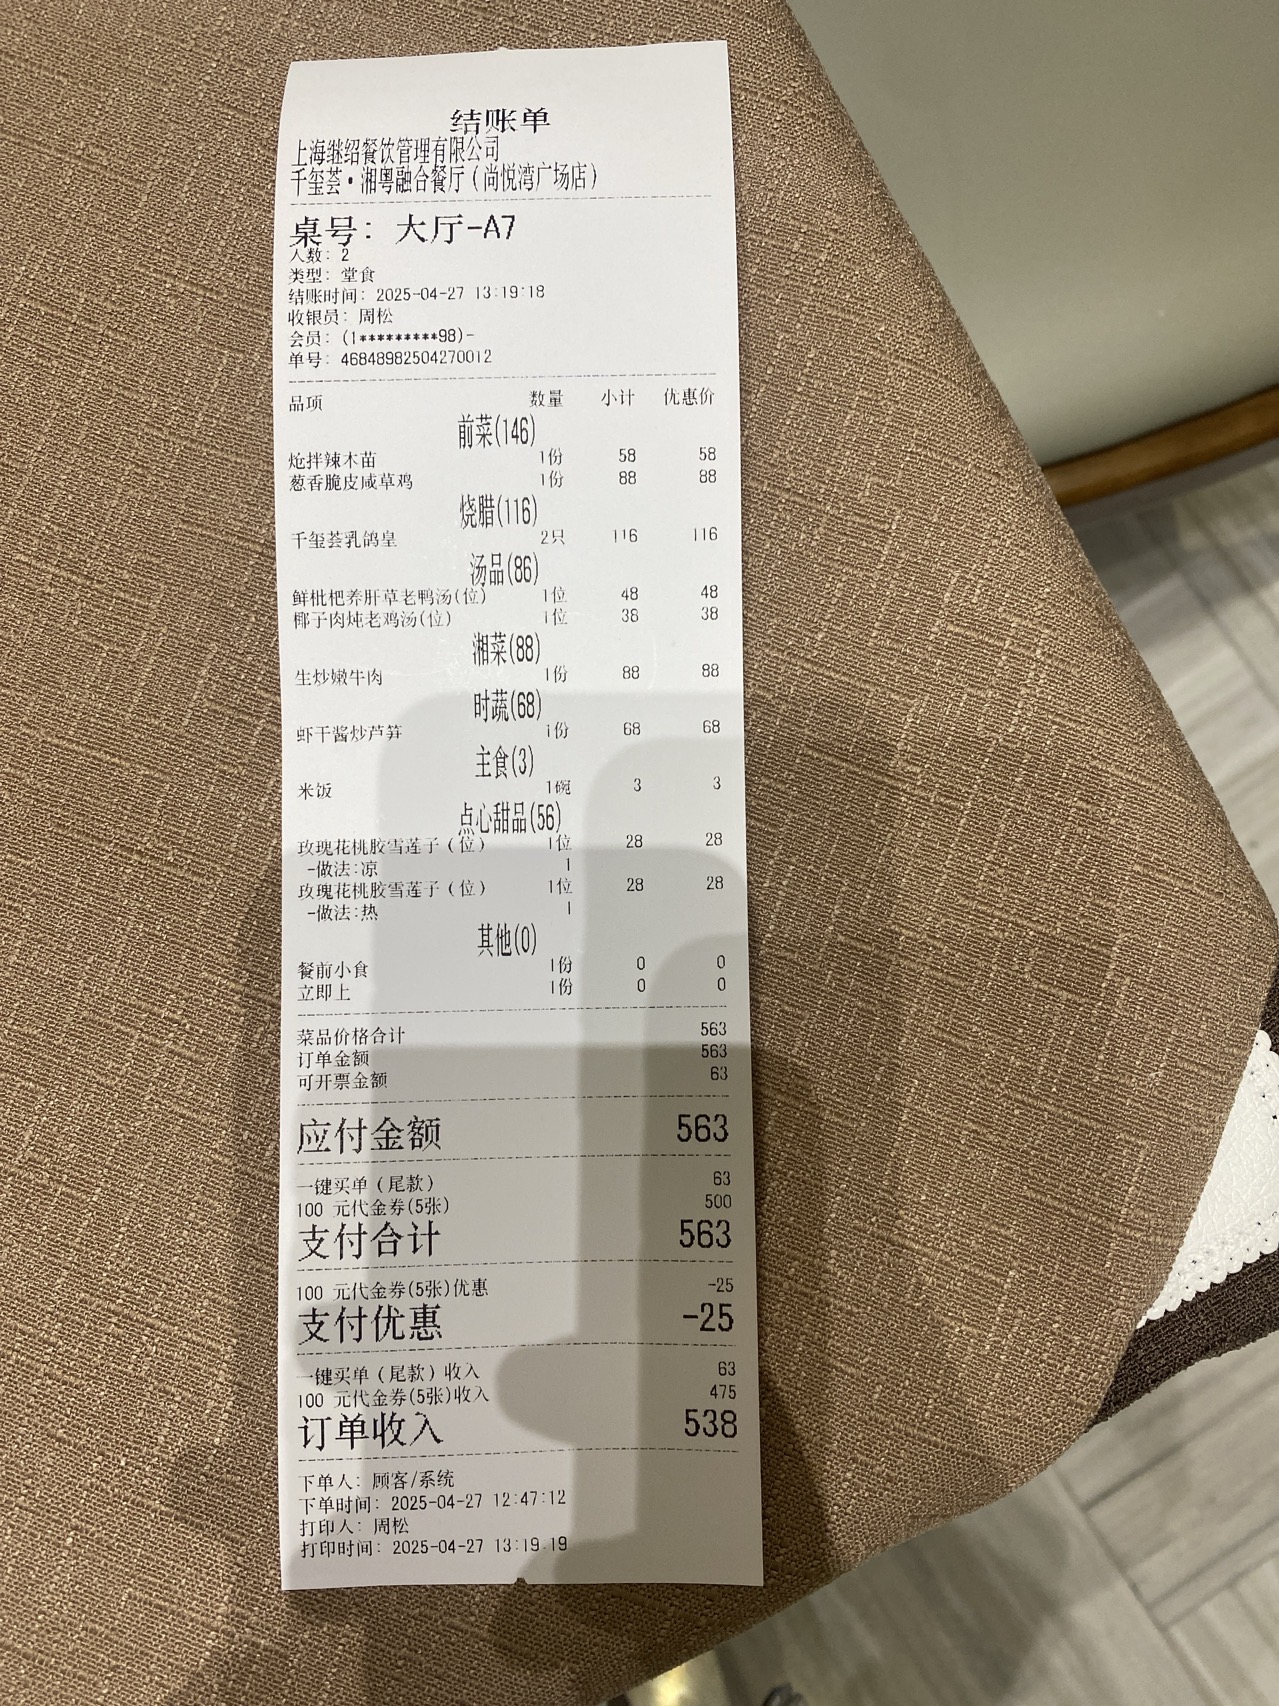 结账单
上海继绍餐饮管理有限公司
千玺荟·湘粤融合餐厅(尚悦湾广场店)
桌号: 大厅-A7
人数: 2
类型: 堂食
结账时间: 2025-04-27 13:19:18
收银员: 周松
会员: (1*********98)-
单号: 46848982504270012
品项 数量 小计 优惠价
前菜(146)
炝拌辣木苗 1份 58 58
葱香脆皮咸草鸡 1份 88 88
烧腊(116)
千玺荟乳鸽皇 2只 116 116
汤品(86)
鲜枇杷养肝草老鸭汤(位) 1位 48 48
椰子肉炖老鸡汤(位) 1位 38 38
湘菜(88)
生炒嫩牛肉 1份 88 88
时蔬(68)
虾干酱炒芦笋 1份 68 68
主食(3)
米饭 1碗 3 3
点心甜品(56)
玫瑰花桃胶雪莲子(位) 1位 28 28
-做法:凉 1
玫瑰花桃胶雪莲子(位) 1位 28 28
-做法:热 1
其他(0)
餐前小食 1份 0 0
立即上 1份 0 0
菜品价格合计 563
订单金额 563
可开票金额 63
应付金额 563
一键买单(尾款) 63
100 元代金券(5张) 500
支付合计 563
100 元代金券(5张)优惠 -25
支付优惠 -25
一键买单(尾款)收入 63
100 元代金券(5张)收入 475
订单收入 538
下单人: 顾客/系统
下单时间: 2025-04-27 12:47:12
打印人: 周松
打印时间: 2025-04-27 13:19:19